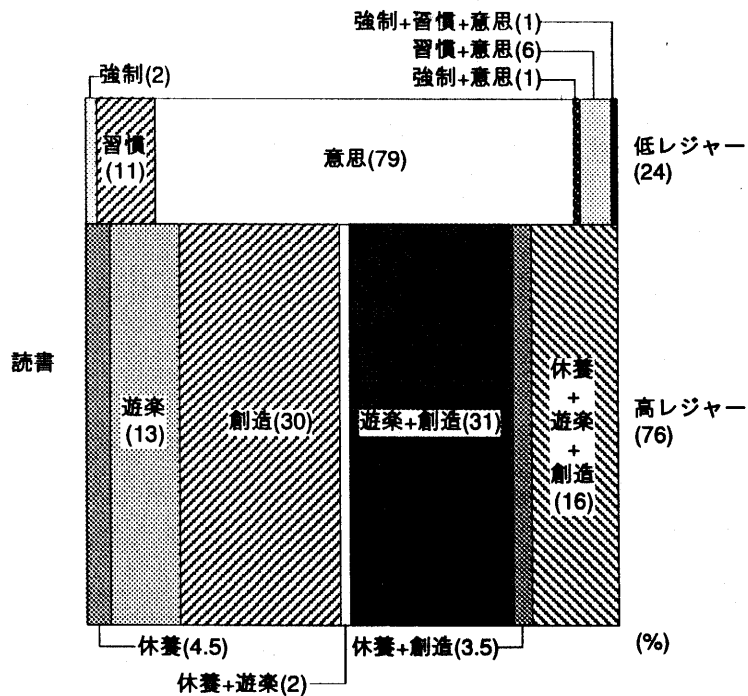 強制+習慣+意思(1)
習慣+意思(6)
強制(2)
強制+意思(1)
習慣
(11)
意思(79)
低レジャー
(24)
読書
遊楽
(13)
創造(30)
遊楽+創造(31)
休養
+
遊楽
+
創造
(16)
高レジャー
(76)
休養(4.5)
休養+創造(3.5)
(%)
休養+遊楽(2)